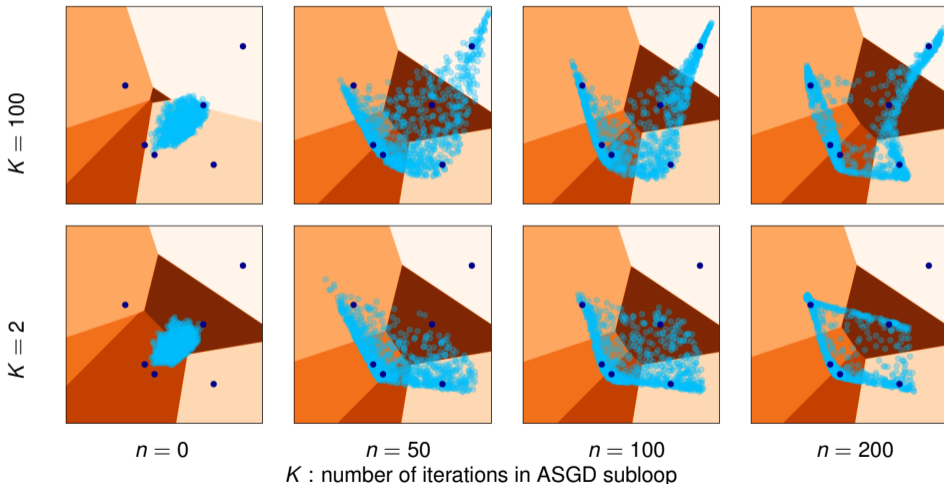 K = 100
K = 2
n = 0
n = 50
n = 100
n = 200
K : number of iterations in ASGD subloop